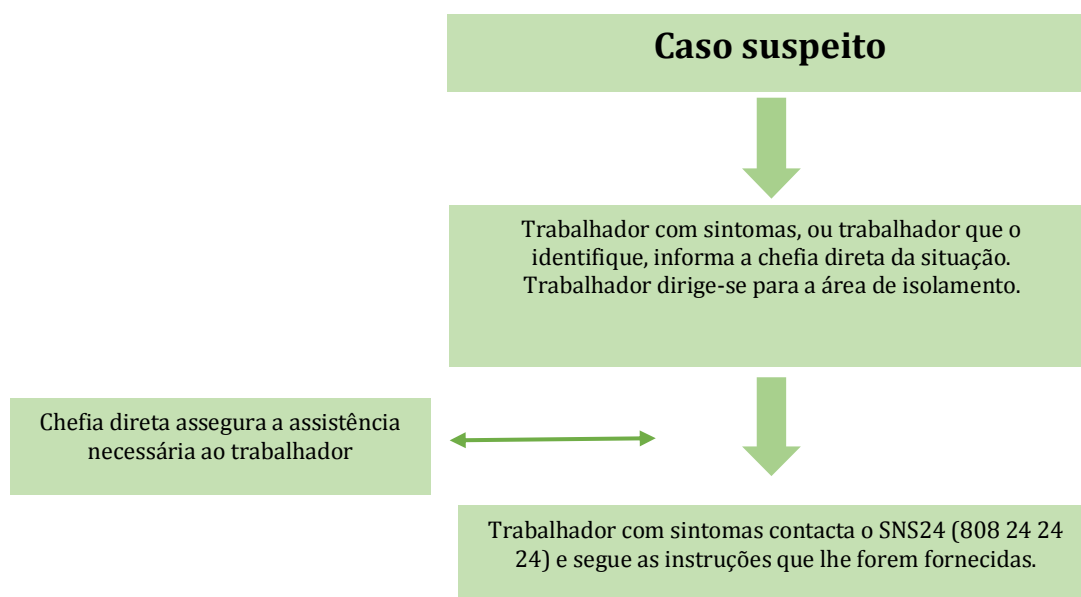 Caso suspeito
Trabalhador com sintomas, ou trabalhador que o
identifique, informa a chefia direta da situação.
Trabalhador dirige-se para a área de isolamento.
Chefia direta assegura a assistência
necessária ao trabalhador
Trabalhador com sintomas contacta o SNS24 (808 24 24
24) e segue as instruções que lhe forem fornecidas.